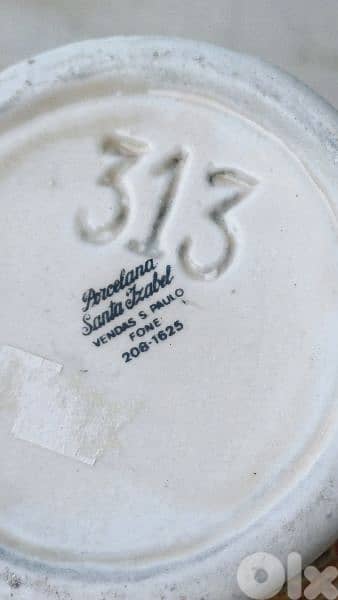 313
Porcelana
Santa Izabel
VENDAS S. PAULO
FONE
208-1625
OLX